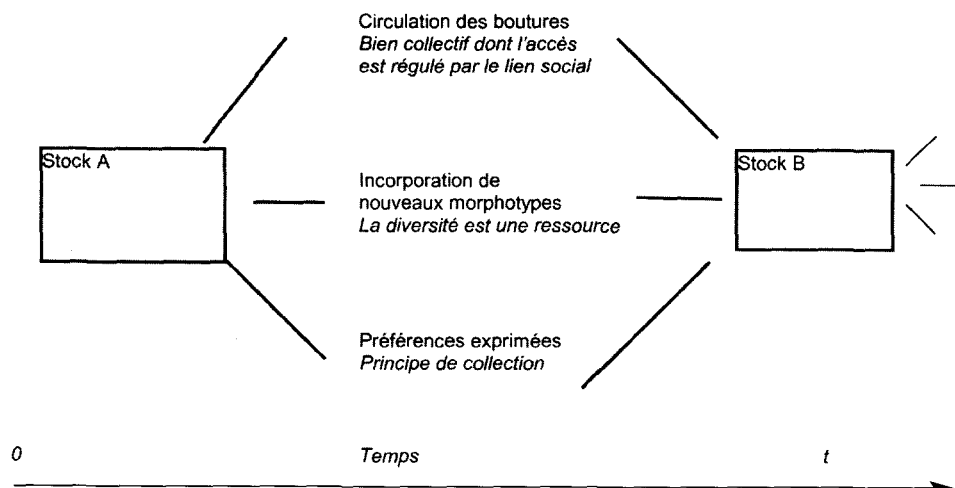 Circulation des boutures
Bien collectif dont l'accès
est régulé par le lien social
Stock A
Stock B
Incorporation de
nouveaux morphotypes
La diversité est une ressource
Préférences exprimées
Principe de collection
0
Temps
t